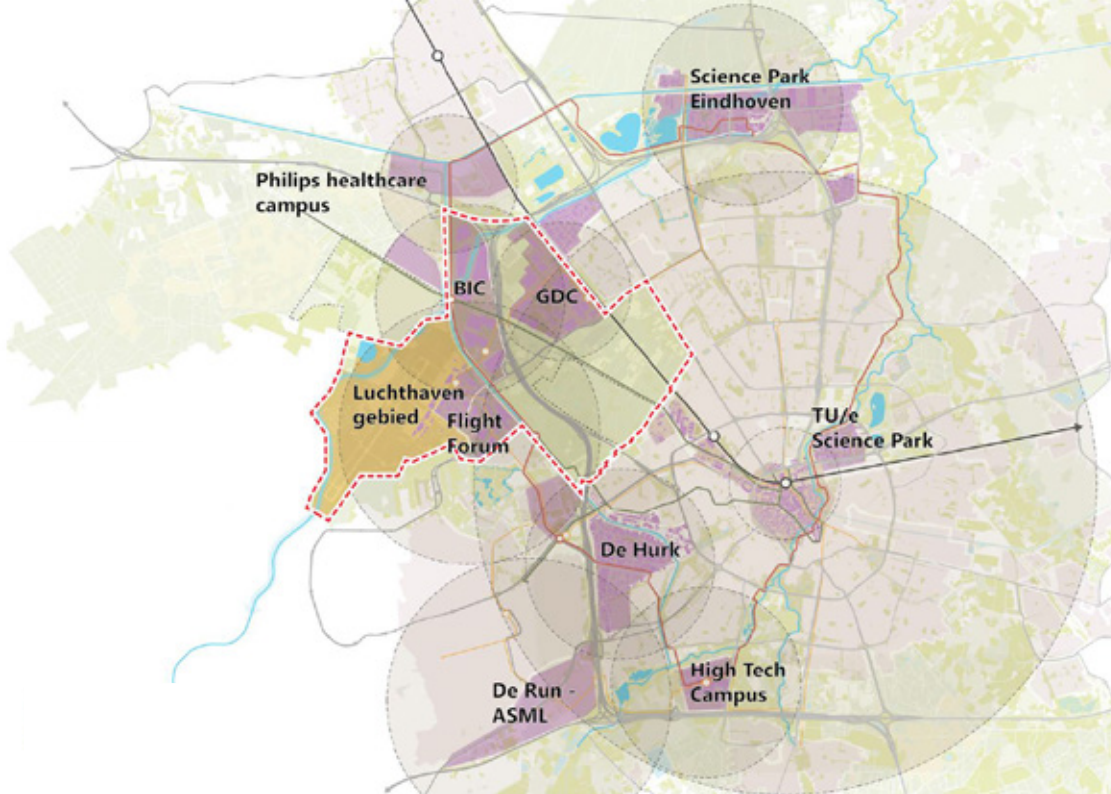 Science Park
Eindhoven
Philips healthcare
campus
BIC
GDC
Luchthaven
gebied
Flight
Forum
TU/e
Science Park
De Hurk
High Tech
Campus
De Run -
ASML